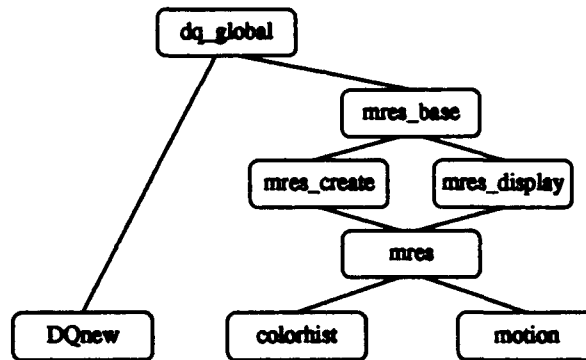 dq_global
mres_base
mres_create
mres_display
mres
DQnew
colorhist
motion